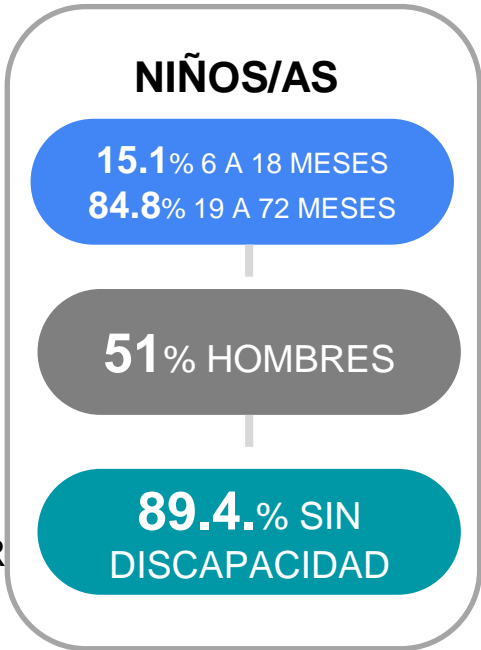 NIÑOS/AS
15.1% 6 A 18 MESES
84.8% 19 A 72 MESES
51% HOMBRES
89.4.% SIN
DISCAPACIDAD
R